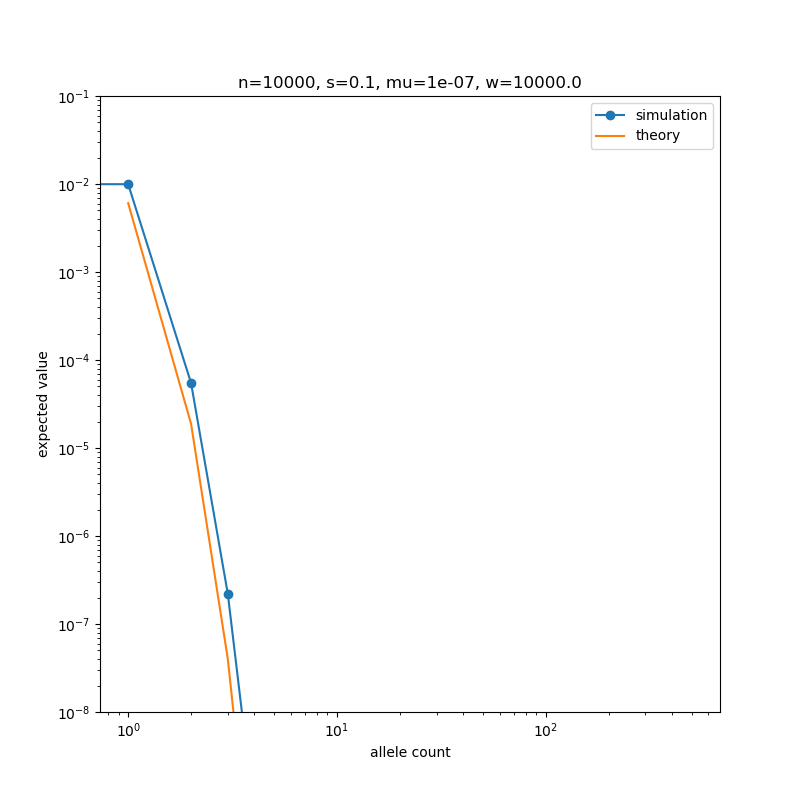 n=10000, s=0.1, mu=1e-07, w=10000.0
simulation
theory
expected value
10⁻¹
10⁻²
10⁻³
10⁻⁴
10⁻⁵
10⁻⁶
10⁻⁷
10⁻⁸
10⁰ 10¹ 10²
allele count